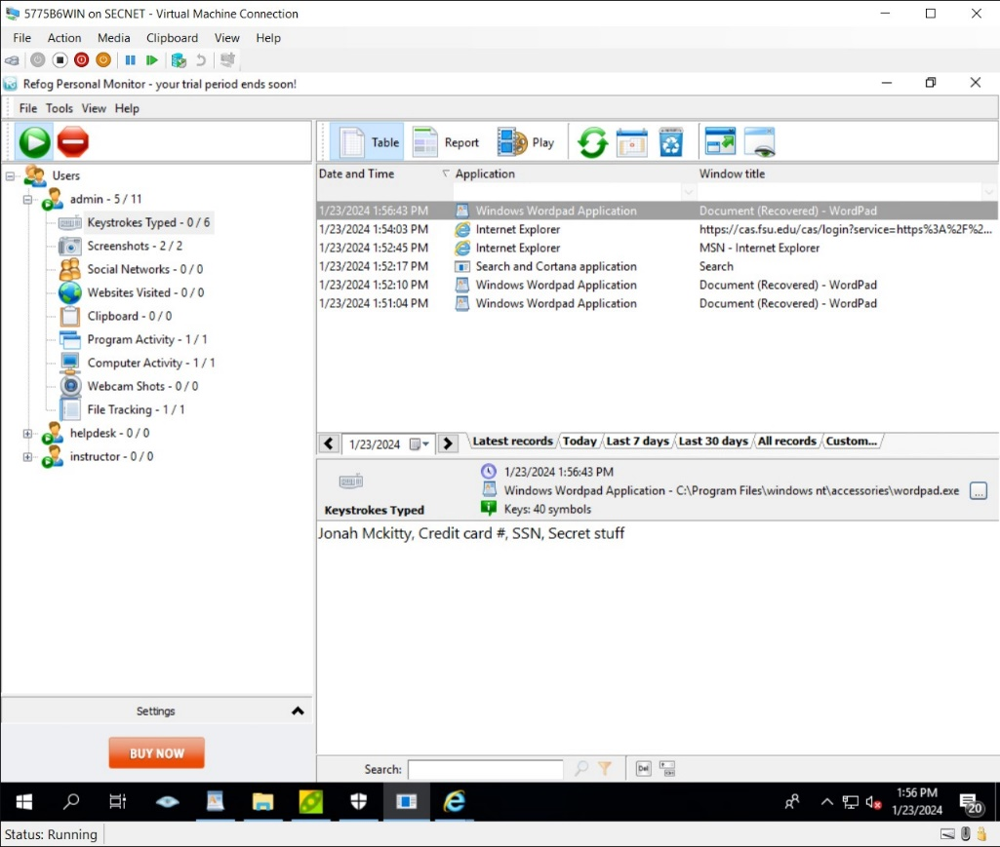 5775B6WIN on SECNET - Virtual Machine Connection
File Action Media Clipboard View Help
Refog Personal Monitor - your trial period ends soon!
File Tools View Help
Table Report Play
Users
admin - 5 / 11
Keystrokes Typed - 0 / 6
Screenshots - 2 / 2
Social Networks - 0 / 0
Websites Visited - 0 / 0
Clipboard - 0 / 0
Program Activity - 1 / 1
Computer Activity - 1 / 1
Webcam Shots - 0 / 0
File Tracking - 1 / 1
helpdesk - 0 / 0
instructor - 0 / 0
Settings
BUY NOW
Date and Time Application Window title
1/23/2024 1:56:43 PM Windows Wordpad Application Document (Recovered) - WordPad
1/23/2024 1:54:03 PM Internet Explorer https://cas.fsu.edu/cas/login?service=https%3A%2F%2...
1/23/2024 1:52:45 PM Internet Explorer MSN - Internet Explorer
1/23/2024 1:52:17 PM Search and Cortana application Search
1/23/2024 1:52:10 PM Windows Wordpad Application Document (Recovered) - WordPad
1/23/2024 1:51:04 PM Windows Wordpad Application Document (Recovered) - WordPad
1/23/2024 Latest records Today Last 7 days Last 30 days All records Custom...
Keystrokes Typed
1/23/2024 1:56:43 PM
Windows Wordpad Application - C:\Program Files\windows nt\accessories\wordpad.exe ...
Keys: 40 symbols
Jonah Mckitty, Credit card #, SSN, Secret stuff
Search:
1:56 PM
1/23/2024
20
Status: Running